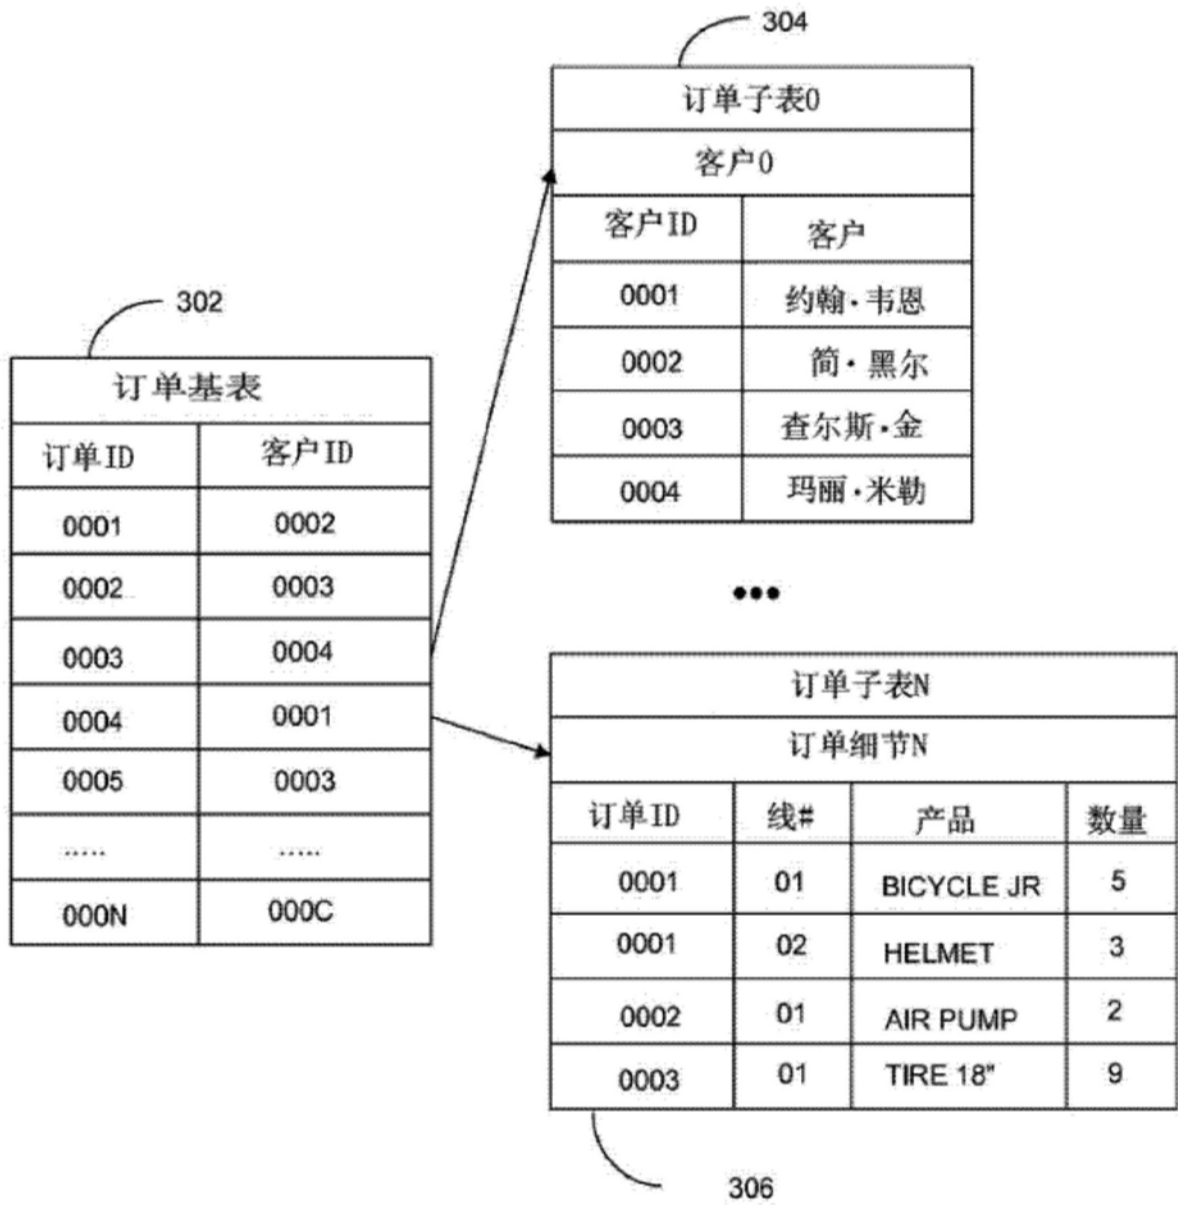 304
订单子表0
客户0
客户ID 客户
0001 约翰·韦恩
0002 简·黑尔
0003 查尔斯·金
0004 玛丽·米勒
302
订单基表
订单ID 客户ID
0001 0002
0002 0003
0003 0004
0004 0001
0005 0003
..... .....
000N 000C
•••
订单子表N
订单细节N
订单ID 线# 产品 数量
0001 01 BICYCLE JR 5
0001 02 HELMET 3
0002 01 AIR PUMP 2
0003 01 TIRE 18" 9
306